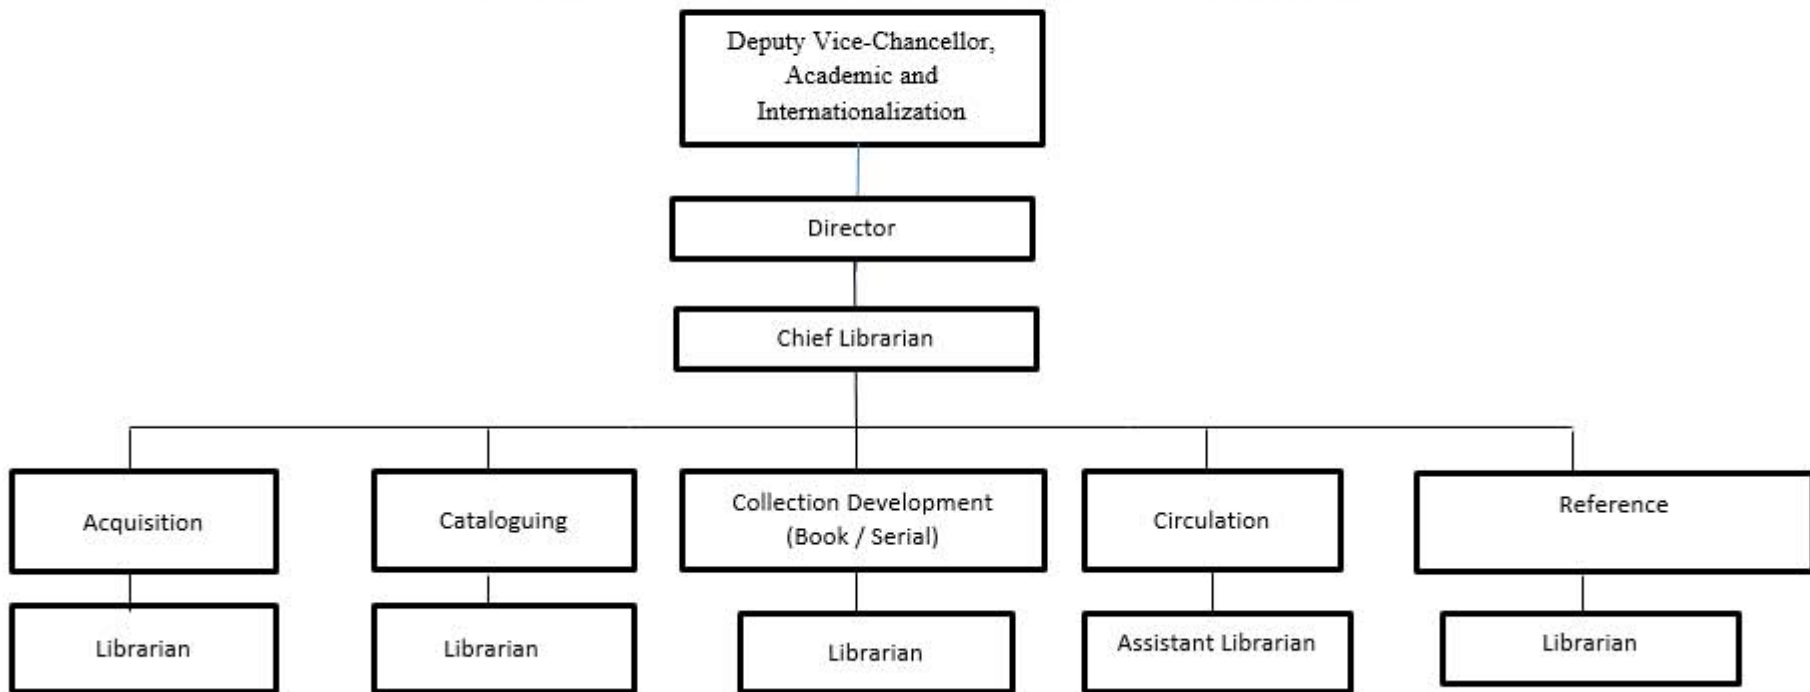 Deputy Vice-Chancellor,
Academic and
Internationalization
Director
Chief Librarian
Acquisition
Cataloguing
Collection Development
(Book / Serial)
Circulation
Reference
Librarian
Librarian
Librarian
Assistant Librarian
Librarian